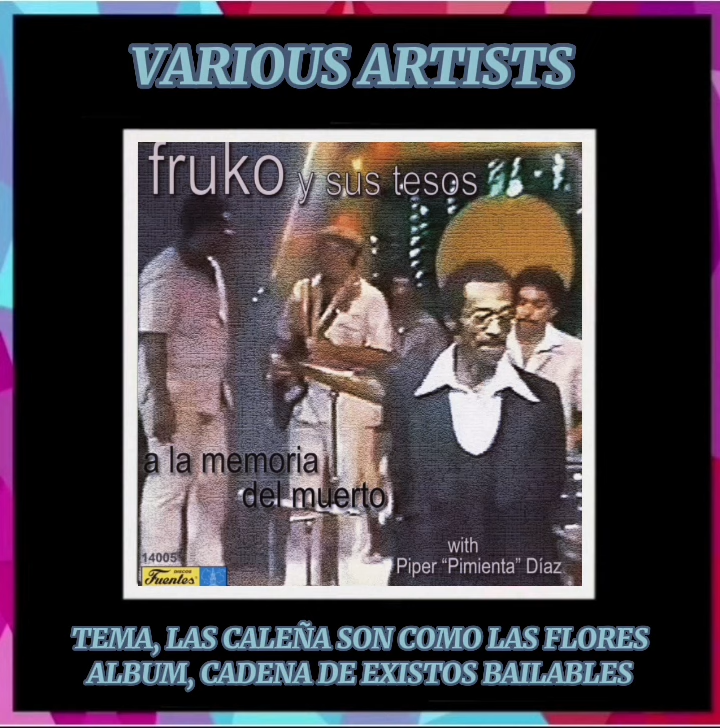 VARIOUS ARTISTS
fruko y sus tesos
a la memoria
del muerto
with
Piper “Pimienta” Díaz
14005
Fuentes
TEMA, LAS CALEÑA SON COMO LAS FLORES
ALBUM, CADENA DE EXISTOS BAILABLES